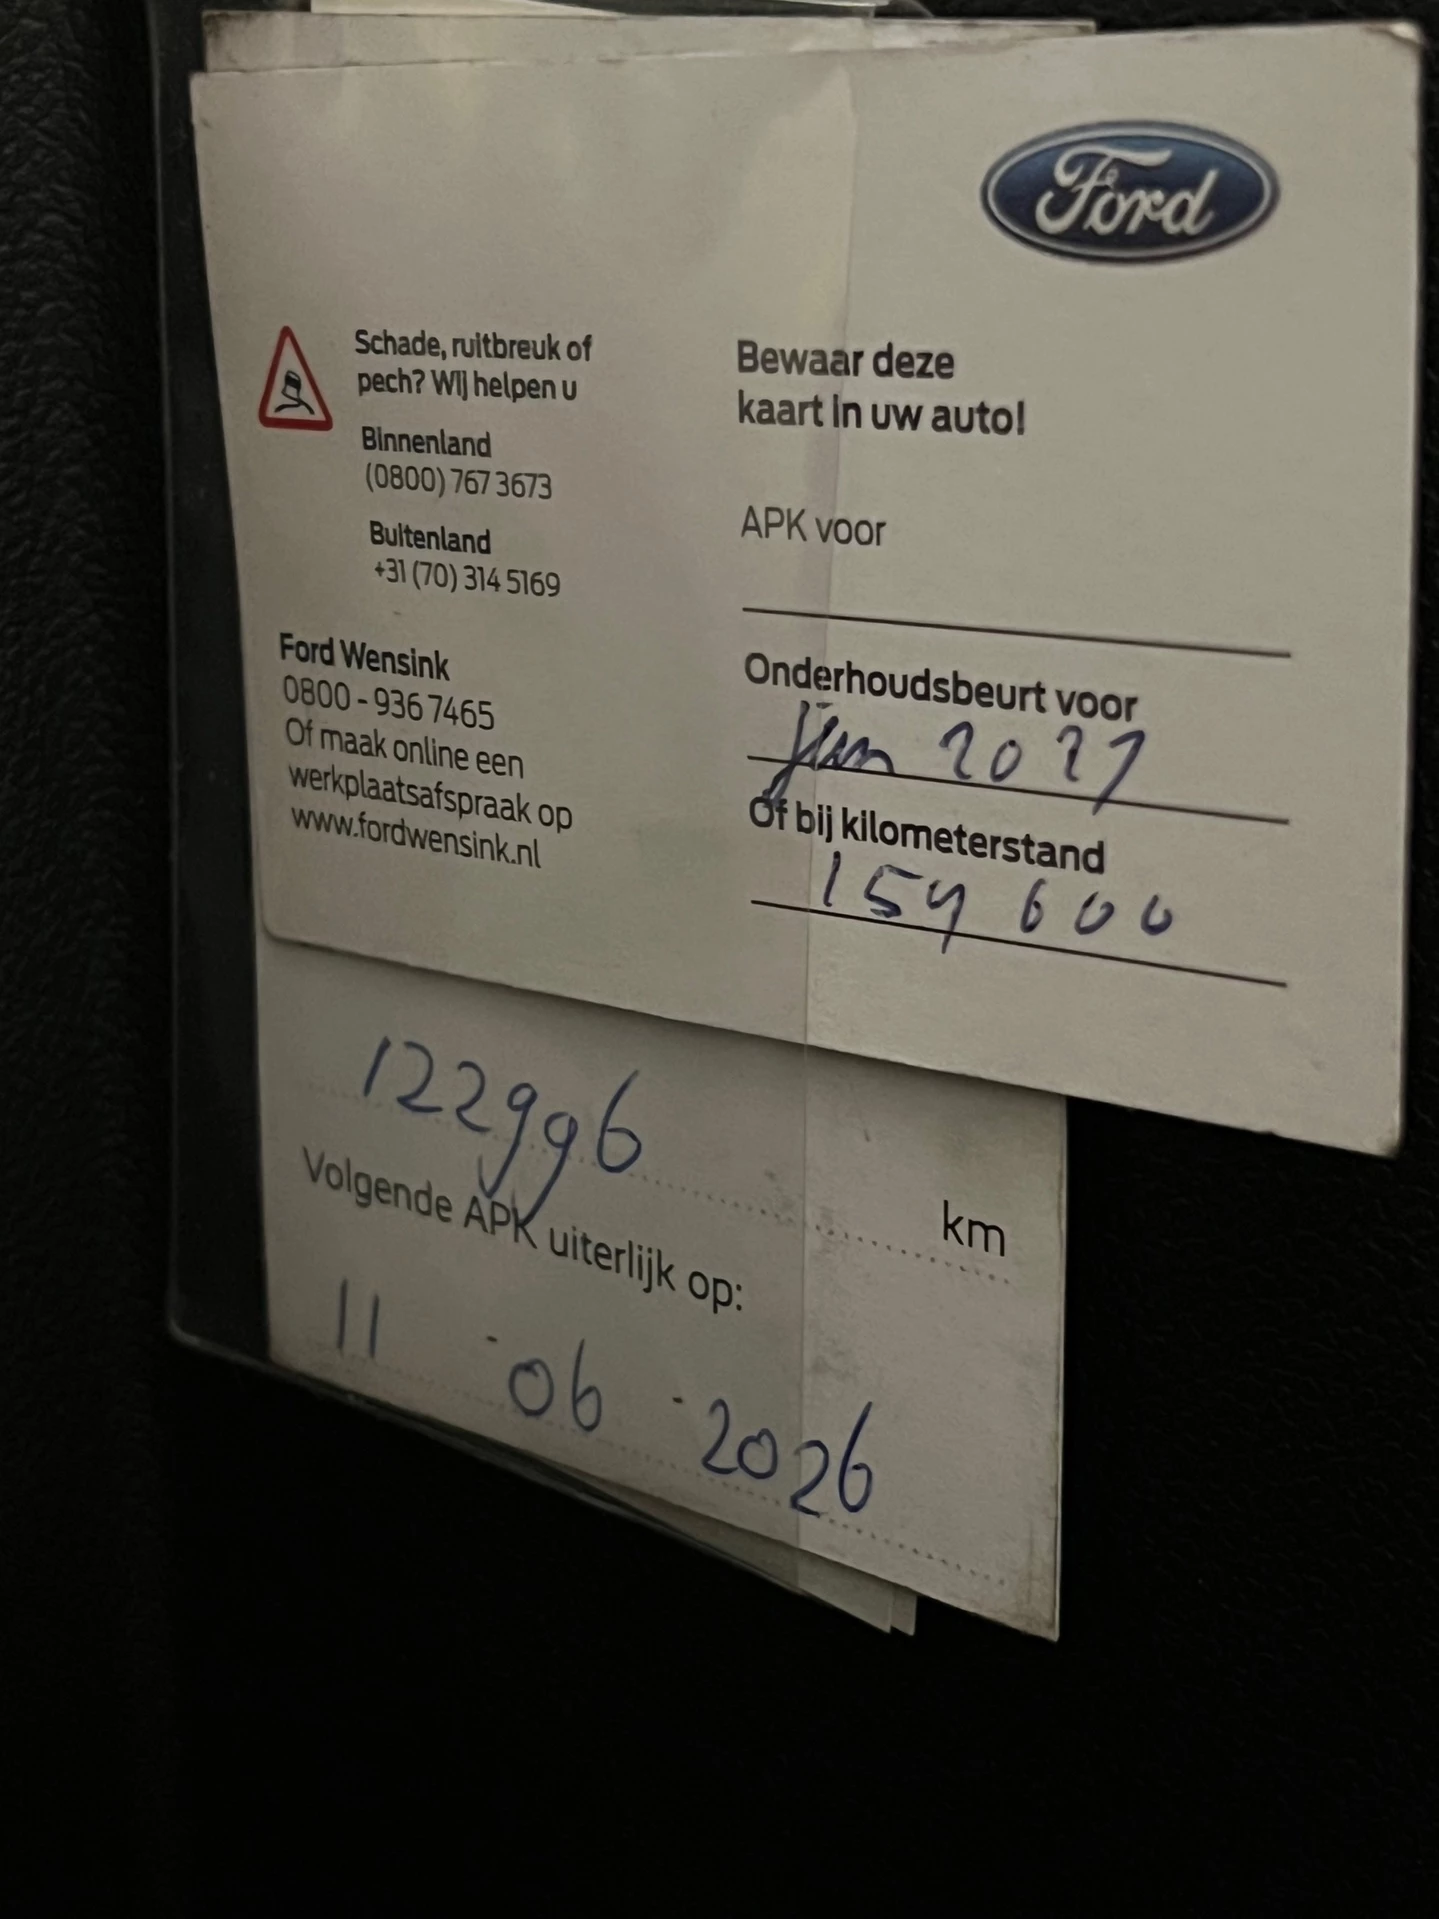 Ford
Schade, ruitbreuk of
pech? Wij helpen u
Binnenland
(0800) 767 3673
Buitenland
+31 (70) 314 5169
Ford Wensink
0800 - 936 7465
Of maak online een
werkplaatsafspraak op
www.fordwensink.nl
Bewaar deze
kaart in uw auto!
APK voor
Onderhoudsbeurt voor
2027
Of bij kilometerstand
154 600
122996
km
Volgende APK uiterlijk op:
11 - 06 - 2026